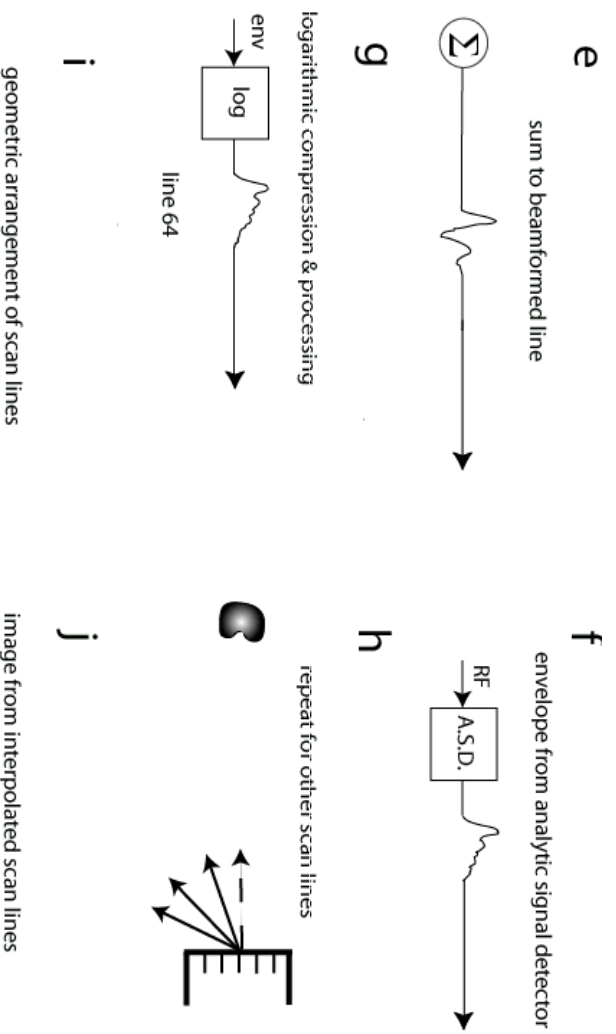 e
sum to beamformed line
Σ
f
envelope from analytic signal detector
RF
A.S.D.
g
logarithmic compression & processing
env
log
line 64
h
repeat for other scan lines
i
geometric arrangement of scan lines
j
image from interpolated scan lines